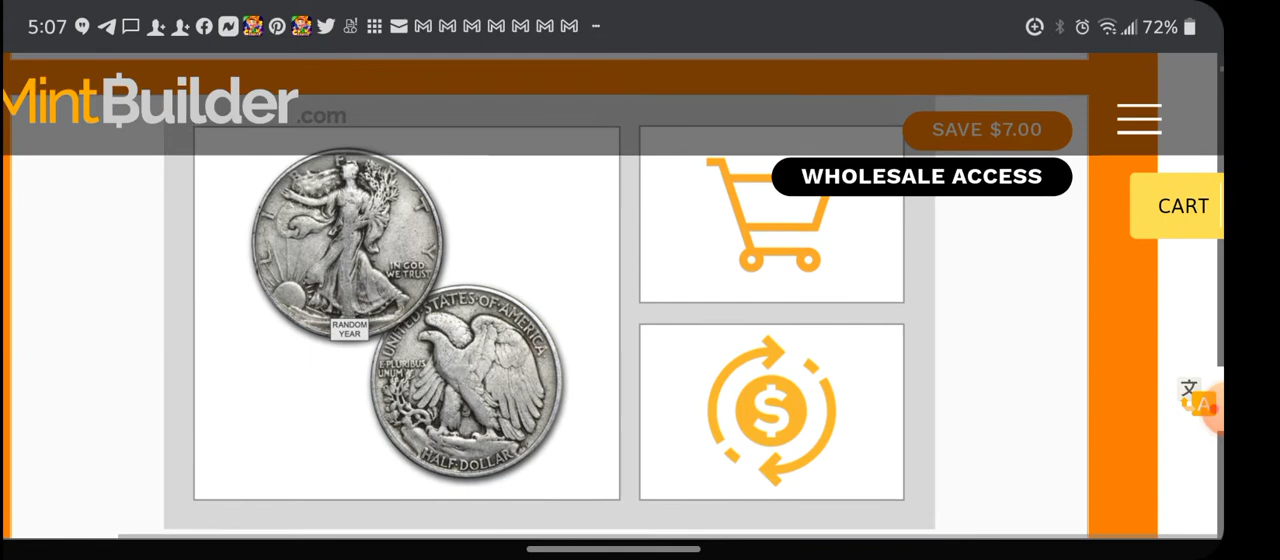 5:07
72%
MintBuilder.com
SAVE $7.00
WHOLESALE ACCESS
CART
LIBERTY
IN GOD
WE TRUST
RANDOM
YEAR
UNITED STATES OF AMERICA
E PLURIBUS
UNUM
HALF DOLLAR
文
A